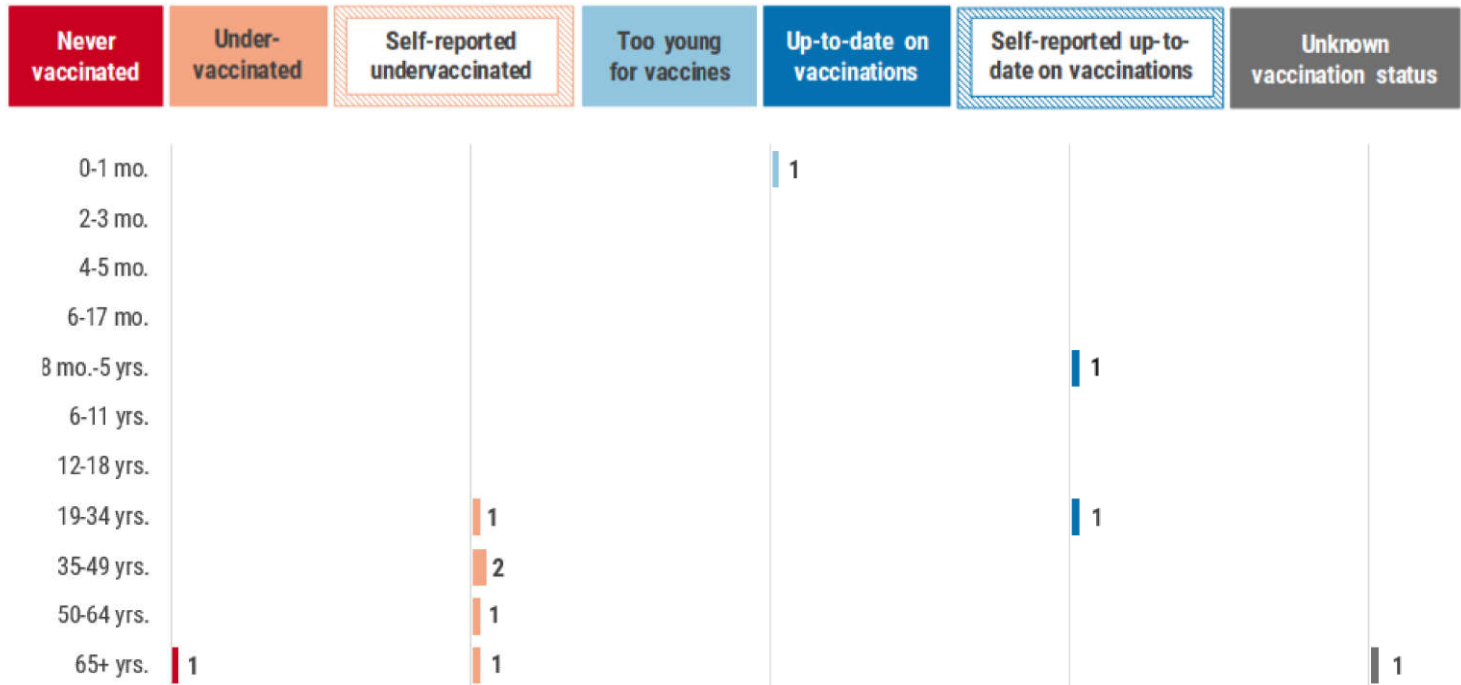 Never
vaccinated
Under-
vaccinated
Self-reported
undervaccinated
Too young
for vaccines
Up-to-date on
vaccinations
Self-reported up-to-
date on vaccinations
Unknown
vaccination status
0-1 mo.
1
2-3 mo.
4-5 mo.
6-17 mo.
8 mo.-5 yrs.
1
6-11 yrs.
12-18 yrs.
19-34 yrs.
1
1
35-49 yrs.
2
50-64 yrs.
1
65+ yrs.
1
1
1